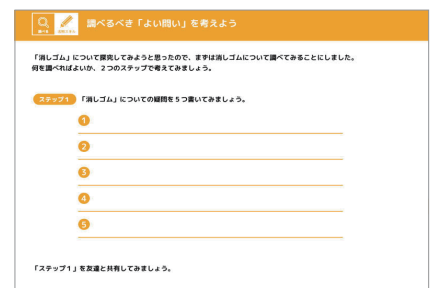 調べるべき「よい問い」を考えよう
「消しゴム」について探究してみようと思ったので、まずは消しゴムについて調べてみることにしました。
何を調べればよいか、2つのステップで考えてみましょう。
ステップ1 「消しゴム」についての疑問を5つ書いてみましょう。
1
2
3
4
5
「ステップ1」を友達と共有してみましょう。